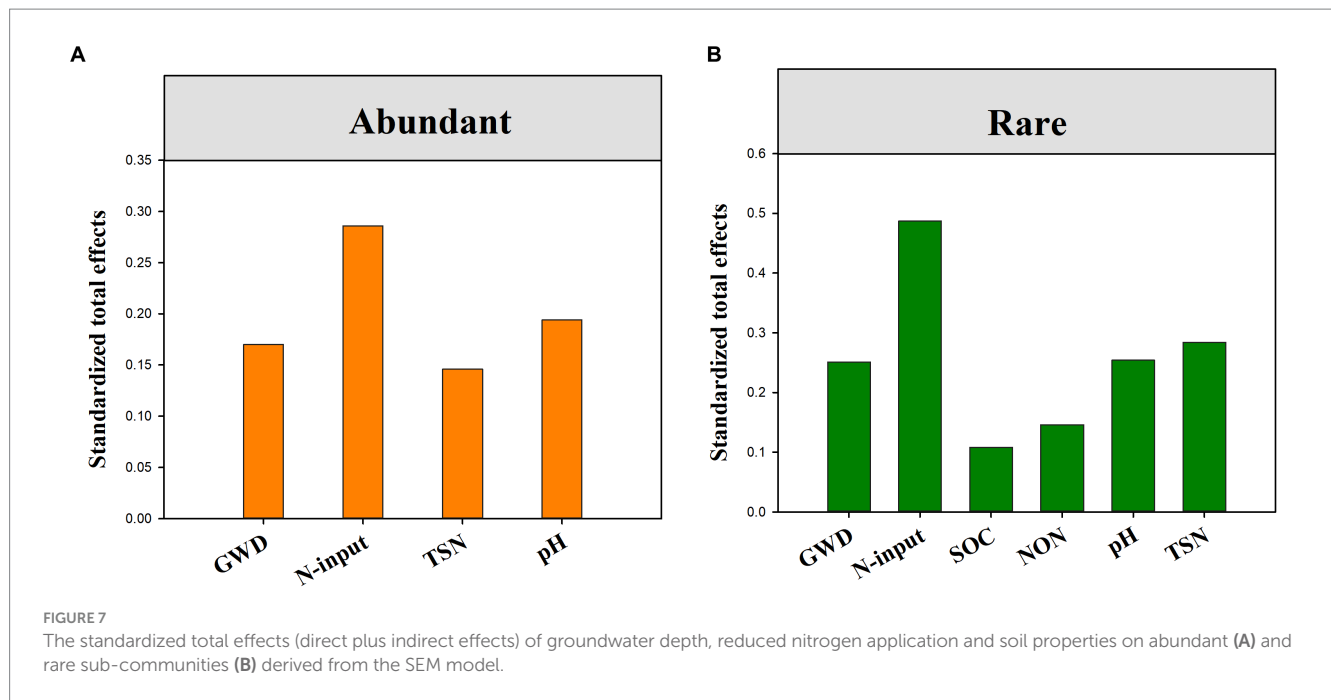 A
Abundant
Standardized total effects
0.35
0.30
0.25
0.20
0.15
0.10
0.05
0.00
GWD
N-input
TSN
pH
B
Rare
Standardized total effects
0.6
0.5
0.4
0.3
0.2
0.1
0.0
GWD
N-input
SOC
NON
pH
TSN
FIGURE 7
The standardized total effects (direct plus indirect effects) of groundwater depth, reduced nitrogen application and soil properties on abundant (A) and
rare sub-communities (B) derived from the SEM model.